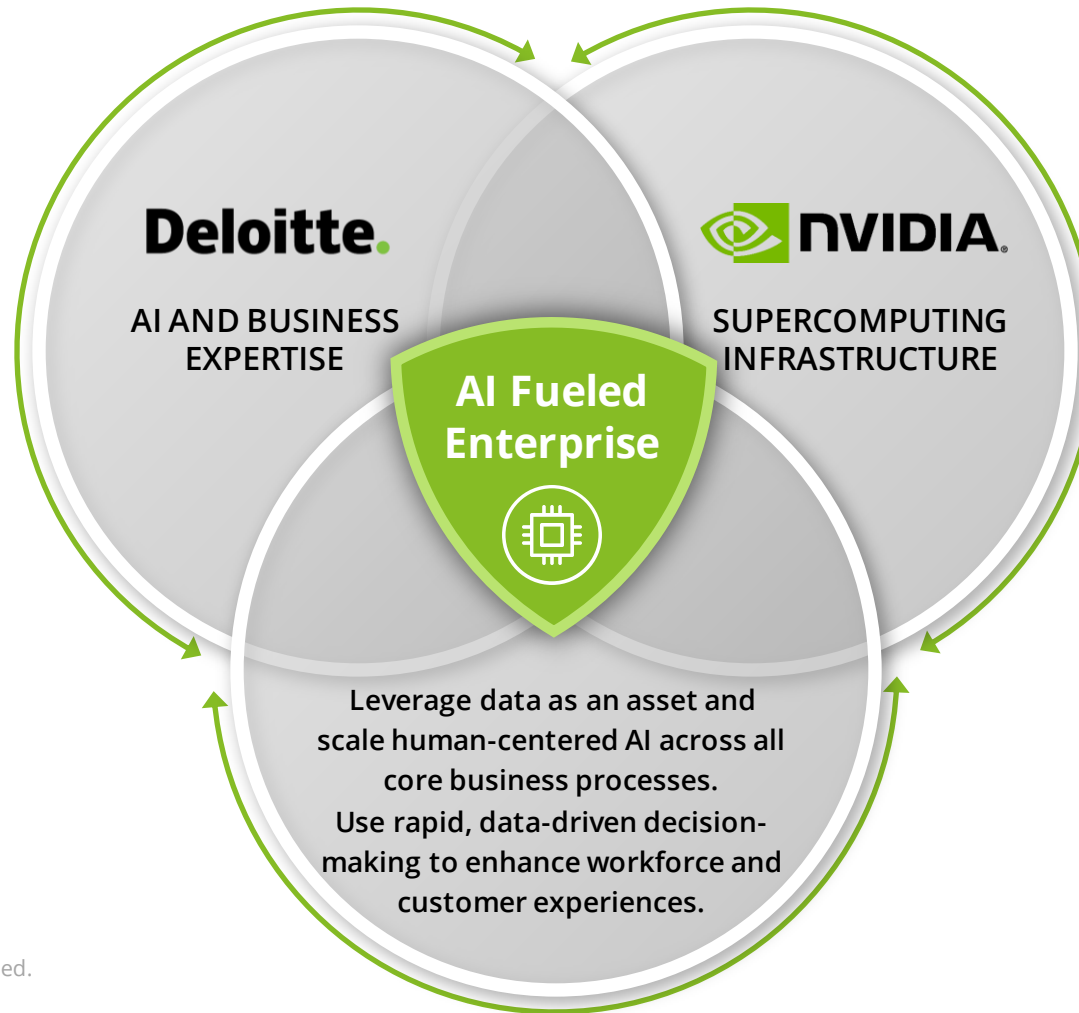 Deloitte.
AI AND BUSINESS
EXPERTISE
NVIDIA®
SUPERCOMPUTING
INFRASTRUCTURE
AI Fueled
Enterprise
Leverage data as an asset and
scale human-centered AI across all
core business processes.
Use rapid, data-driven decision-
making to enhance workforce and
customer experiences.
ed.